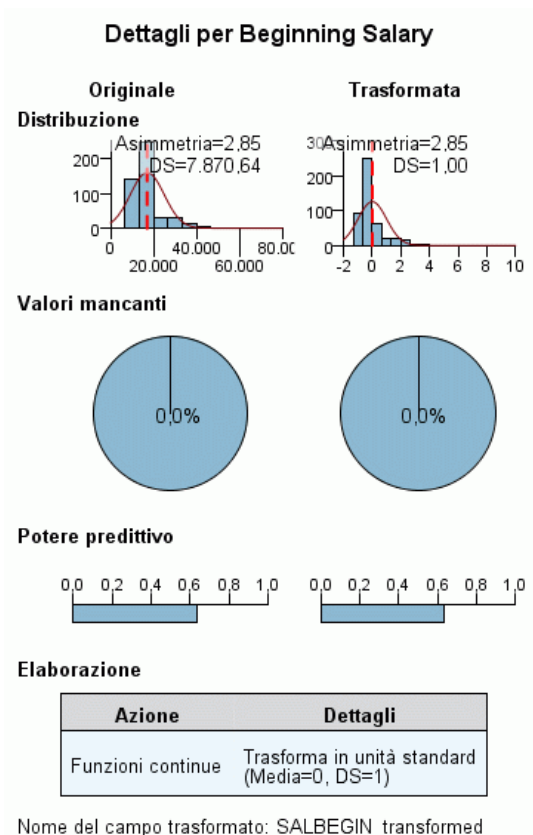 Dettagli per Beginning Salary
Originale Trasformata
Distribuzione
Asimmetria=2,85
DS=7.870,64
200
100
0
0 20.000 40.000 60.000 80.00
Asimmetria=2,85
DS=1,00
300
200
100
0
-2 0 2 4 6 8 10
Valori mancanti
0,0% 0,0%
Potere predittivo
0,0 0,2 0,4 0,6 0,8 1,0 0,0 0,2 0,4 0,6 0,8 1,0
Elaborazione
Azione Dettagli
Funzioni continue Trasforma in unità standard
(Media=0, DS=1)
Nome del campo trasformato: SALBEGIN_transformed